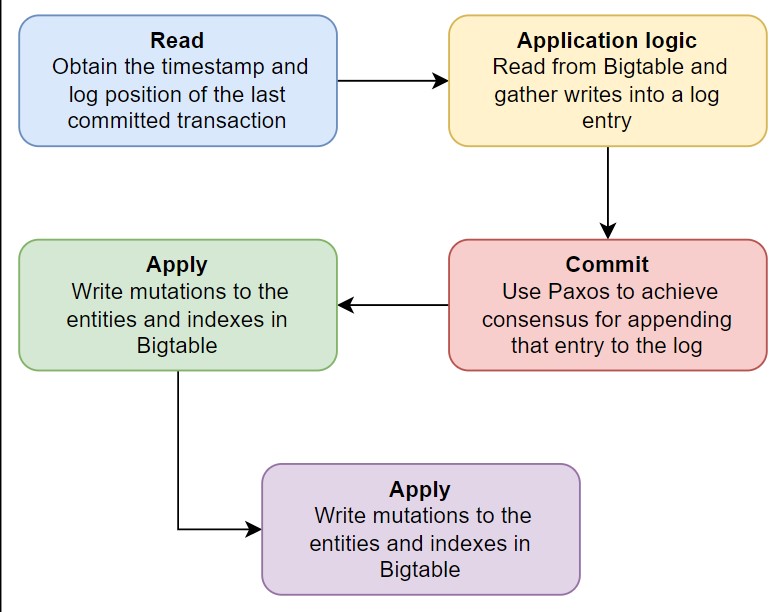 Read
Obtain the timestamp and
log position of the last
committed transaction
Application logic
Read from Bigtable and
gather writes into a log
entry
Commit
Use Paxos to achieve
consensus for appending
that entry to the log
Apply
Write mutations to the
entities and indexes in
Bigtable
Apply
Write mutations to the
entities and indexes in
Bigtable